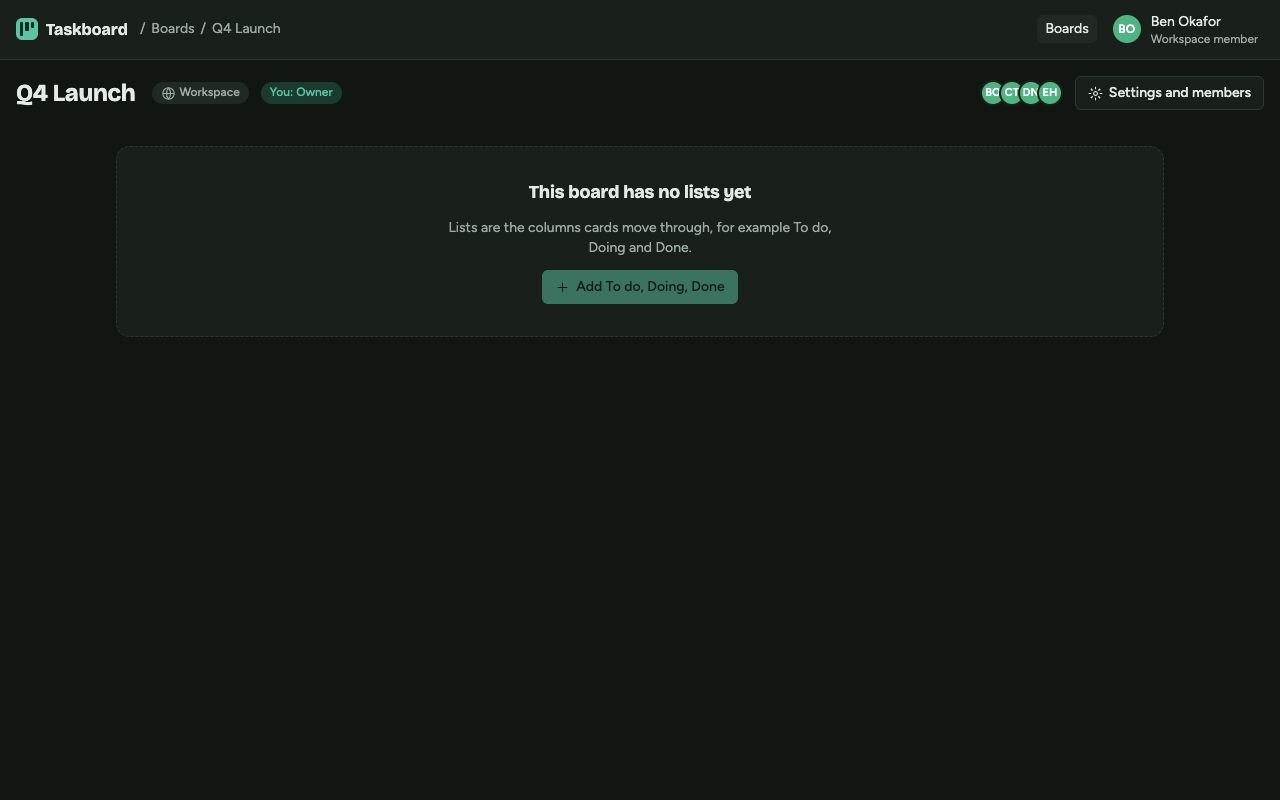 Taskboard / Boards / Q4 Launch
Boards
BO
Ben Okafor
Workspace member
Q4 Launch
Workspace
You: Owner
BO CT DN EH
Settings and members
This board has no lists yet
Lists are the columns cards move through, for example To do,
Doing and Done.
+ Add To do, Doing, Done